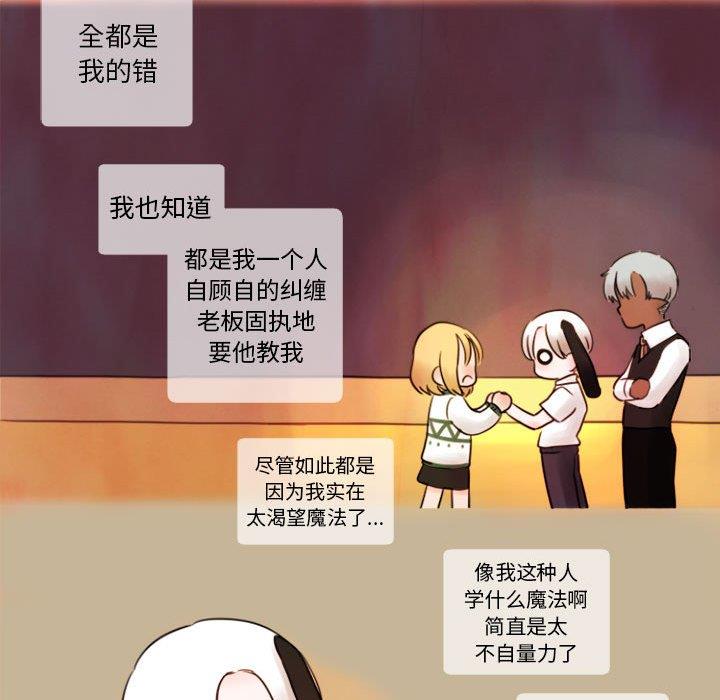 全都是
我的错
我也知道
都是我一个人
自顾自的纠缠
老板固执地
要他教我
尽管如此都是
因为我实在
太渴望魔法了...
像我这种人
学什么魔法啊
简直是太
不自量力了